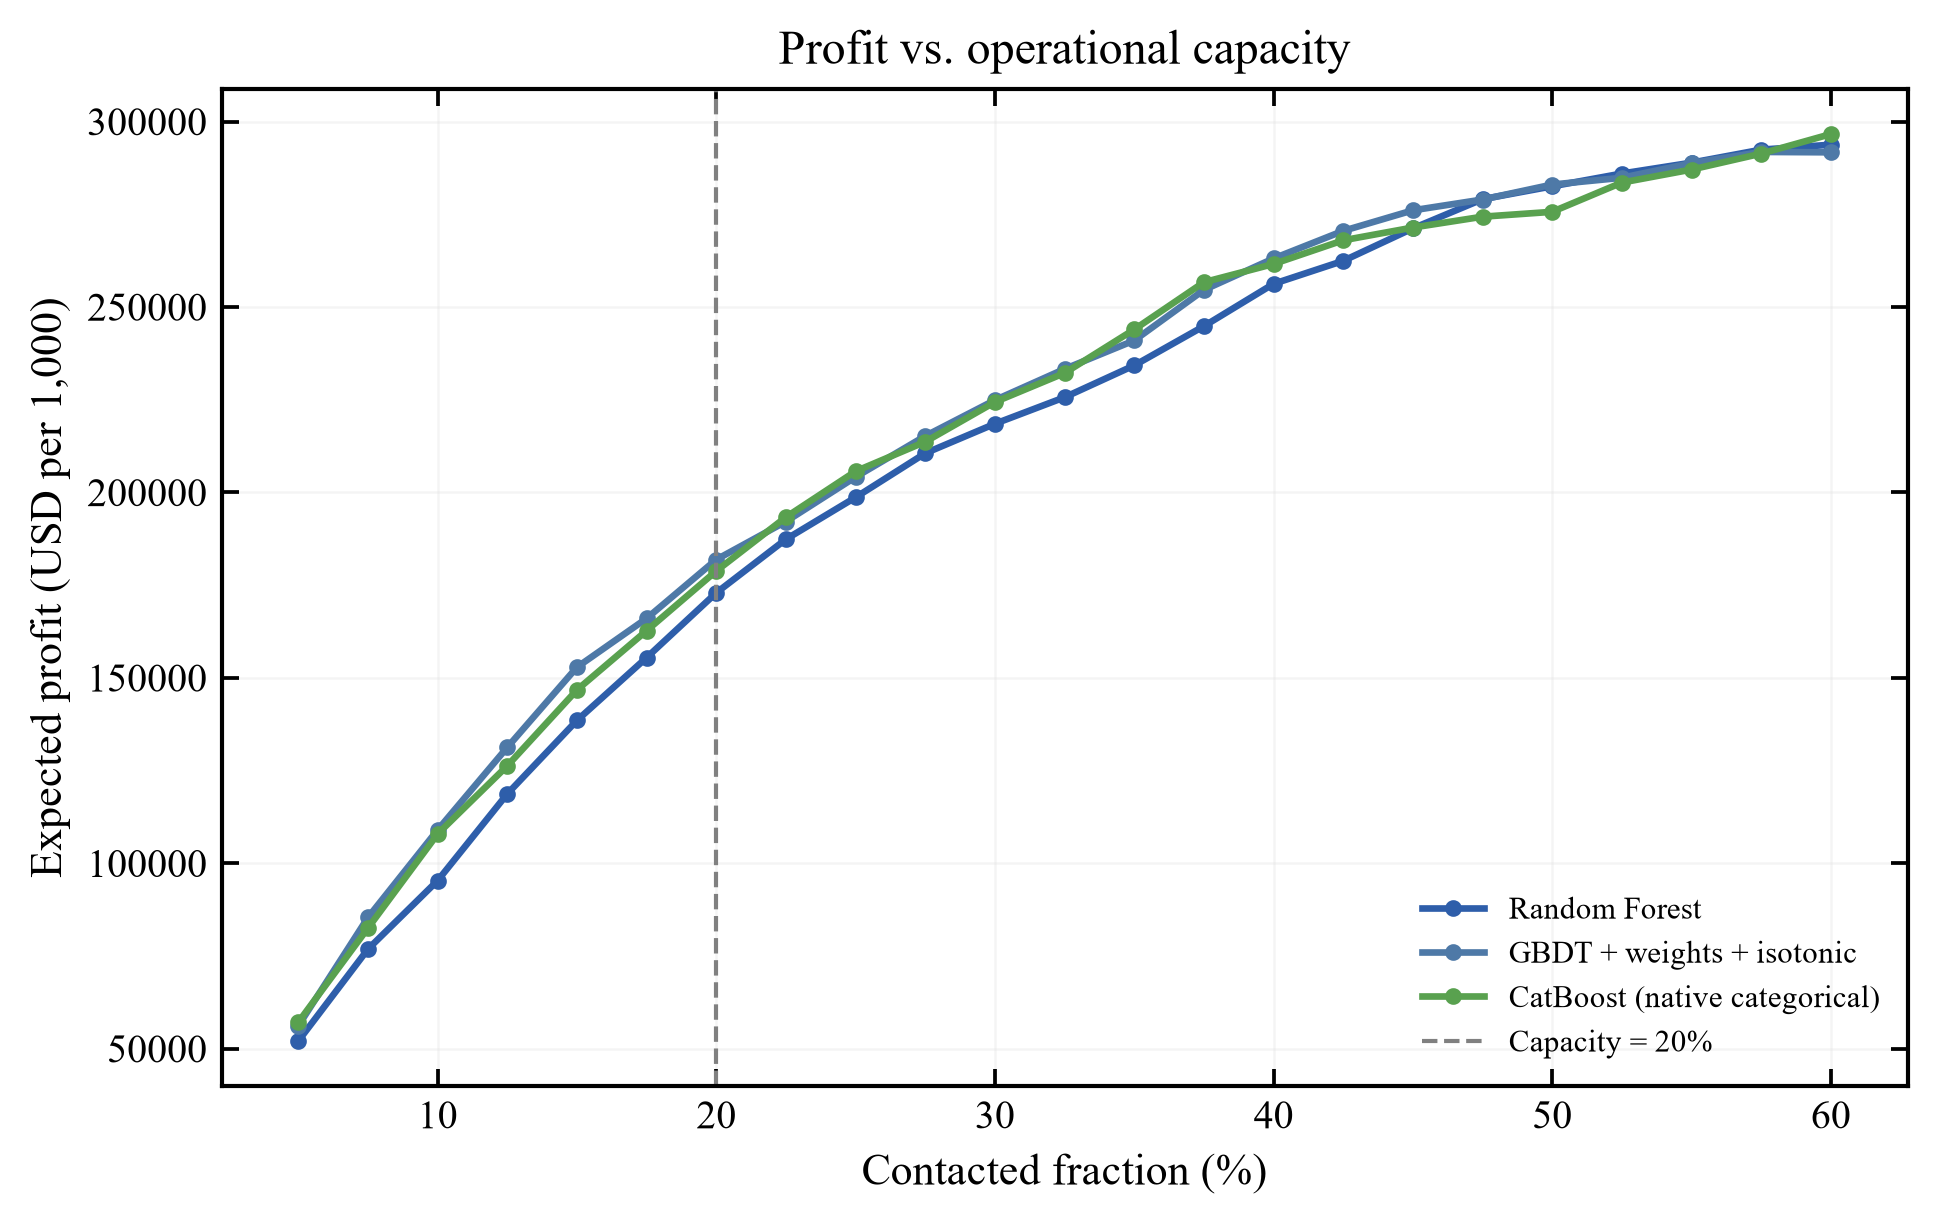 Profit vs. operational capacity
Expected profit (USD per 1,000)
300000
250000
200000
150000
100000
50000
Random Forest
GBDT + weights + isotonic
CatBoost (native categorical)
Capacity = 20%
10 20 30 40 50 60
Contacted fraction (%)